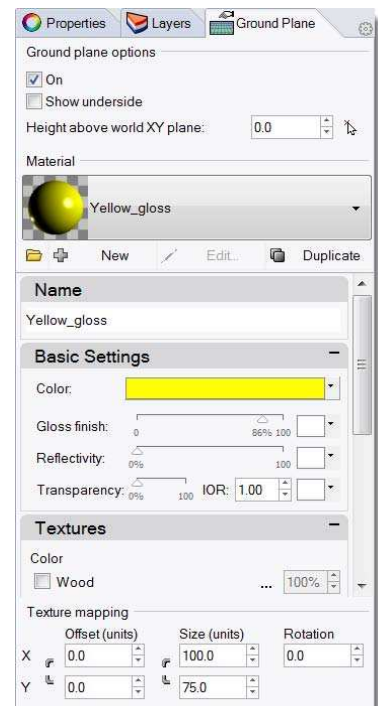 Properties Layers Ground Plane
Ground plane options
On
Show underside
Height above world XY plane: 0.0
Material
Yellow_gloss
New Edit... Duplicate
Name
Yellow_gloss
Basic Settings
Color:
Gloss finish: 0 86% 100
Reflectivity: 0% 100
Transparency: 0% 100 IOR: 1.00
Textures
Color
Wood ... 100%
Texture mapping
Offset (units) Size (units) Rotation
X 0.0 100.0 0.0
Y 0.0 75.0